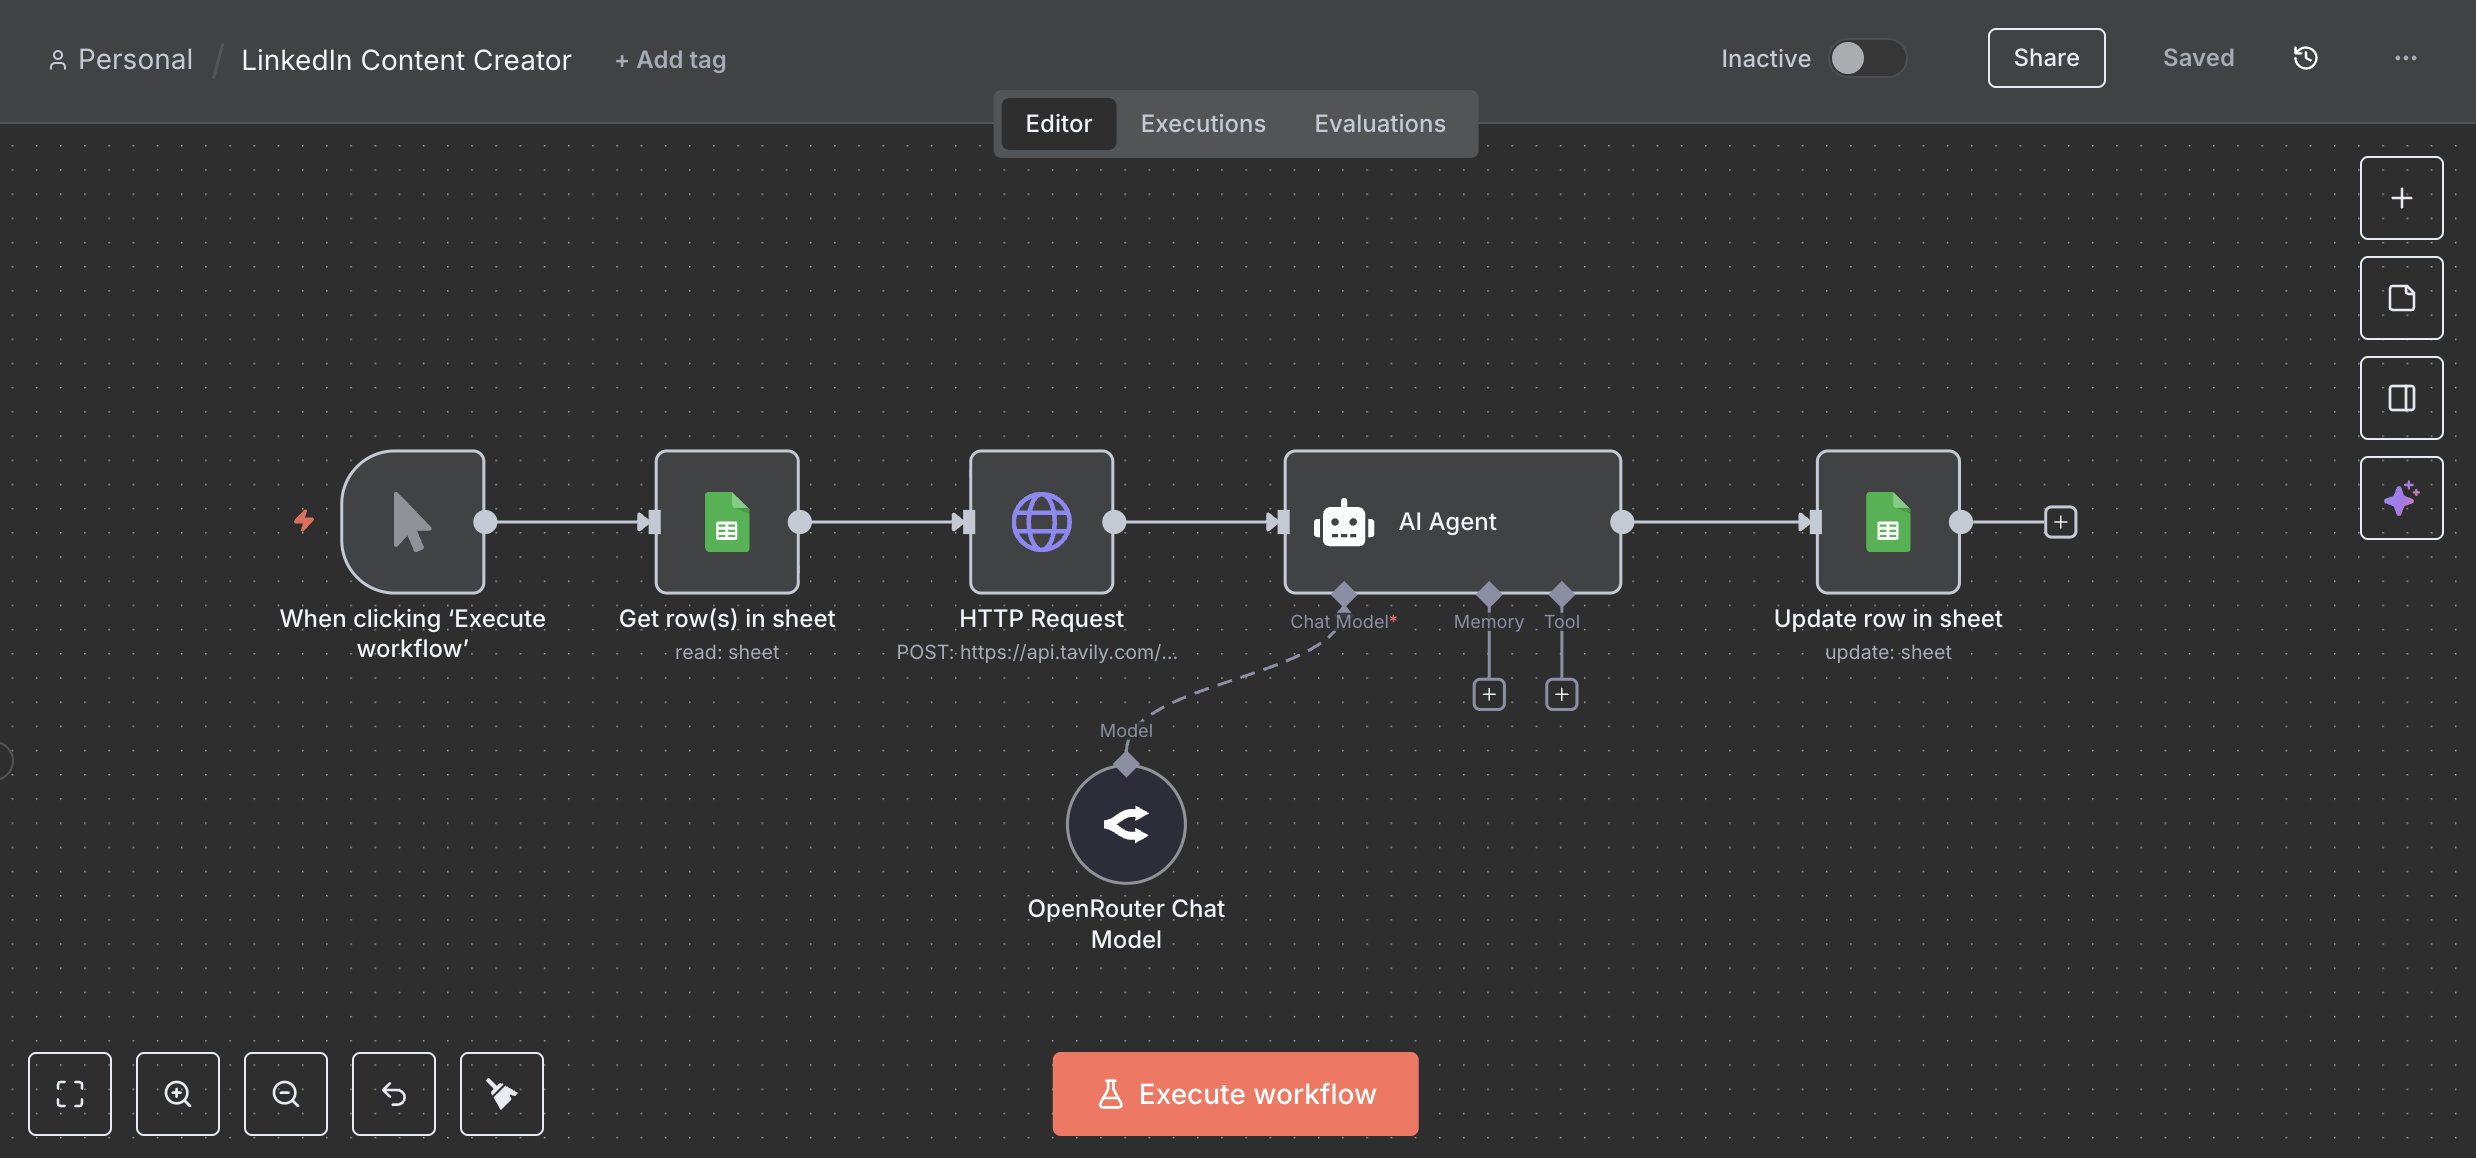 Personal / LinkedIn Content Creator + Add tag
Inactive
Share
Saved
Editor Executions Evaluations
When clicking ‘Execute
workflow’
Get row(s) in sheet
read: sheet
HTTP Request
POST: https://api.tavily.com/...
AI Agent
Chat Model*
Memory
Tool
Update row in sheet
update: sheet
Model
OpenRouter Chat
Model
Execute workflow